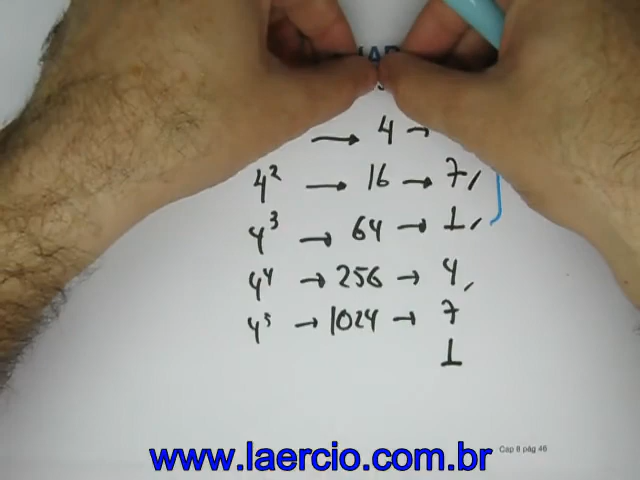 → 4 →
4² → 16 → 7,
4³ → 64 → 1,
4⁴ → 256 → 4,
4⁵ → 1024 → 7
1
Cap 8 pág 46
www.laercio.com.br